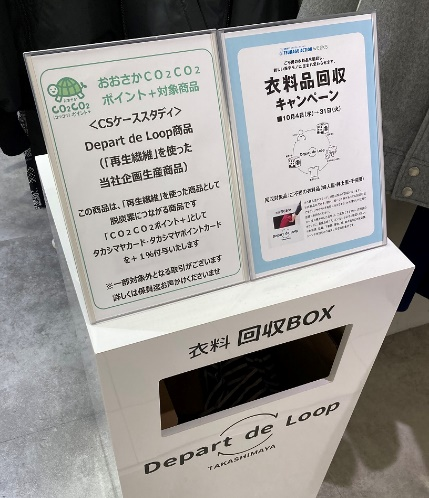 おおさかCO2CO2
ポイント+対象商品
CO2CO2
<CSケーススタディ>
Depart de Loop商品
(「再生繊維」を使った
当社企画生産商品)
この商品は、「再生繊維」を使った商品として
脱炭素につながる商品です
「CO2CO2ポイント+」として
タカシマヤカード・タカシマヤポイントカード
を+1%付与いたします
※一部対象外となる取引がございます
詳しくは係員迄お声かけくださいませ
衣料品回収
キャンペーン
■10月4日(水)~31日(火)
Depart de Loop
衣料 回収BOX
Depart de Loop
TAKASHIMAYA